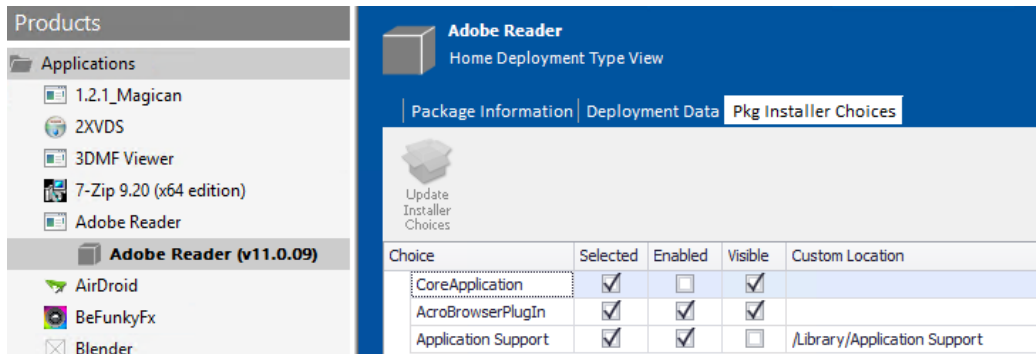 Products
Applications
1.2.1_Magican
2XVDS
3DMF Viewer
7-Zip 9.20 (x64 edition)
Adobe Reader
Adobe Reader (v11.0.09)
AirDroid
BeFunkyFx
Blender
Adobe Reader
Home Deployment Type View
Package Information Deployment Data Pkg Installer Choices
Update
Installer
Choices
Choice Selected Enabled Visible Custom Location
CoreApplication
AcroBrowserPlugIn
Application Support /Library/Application Support